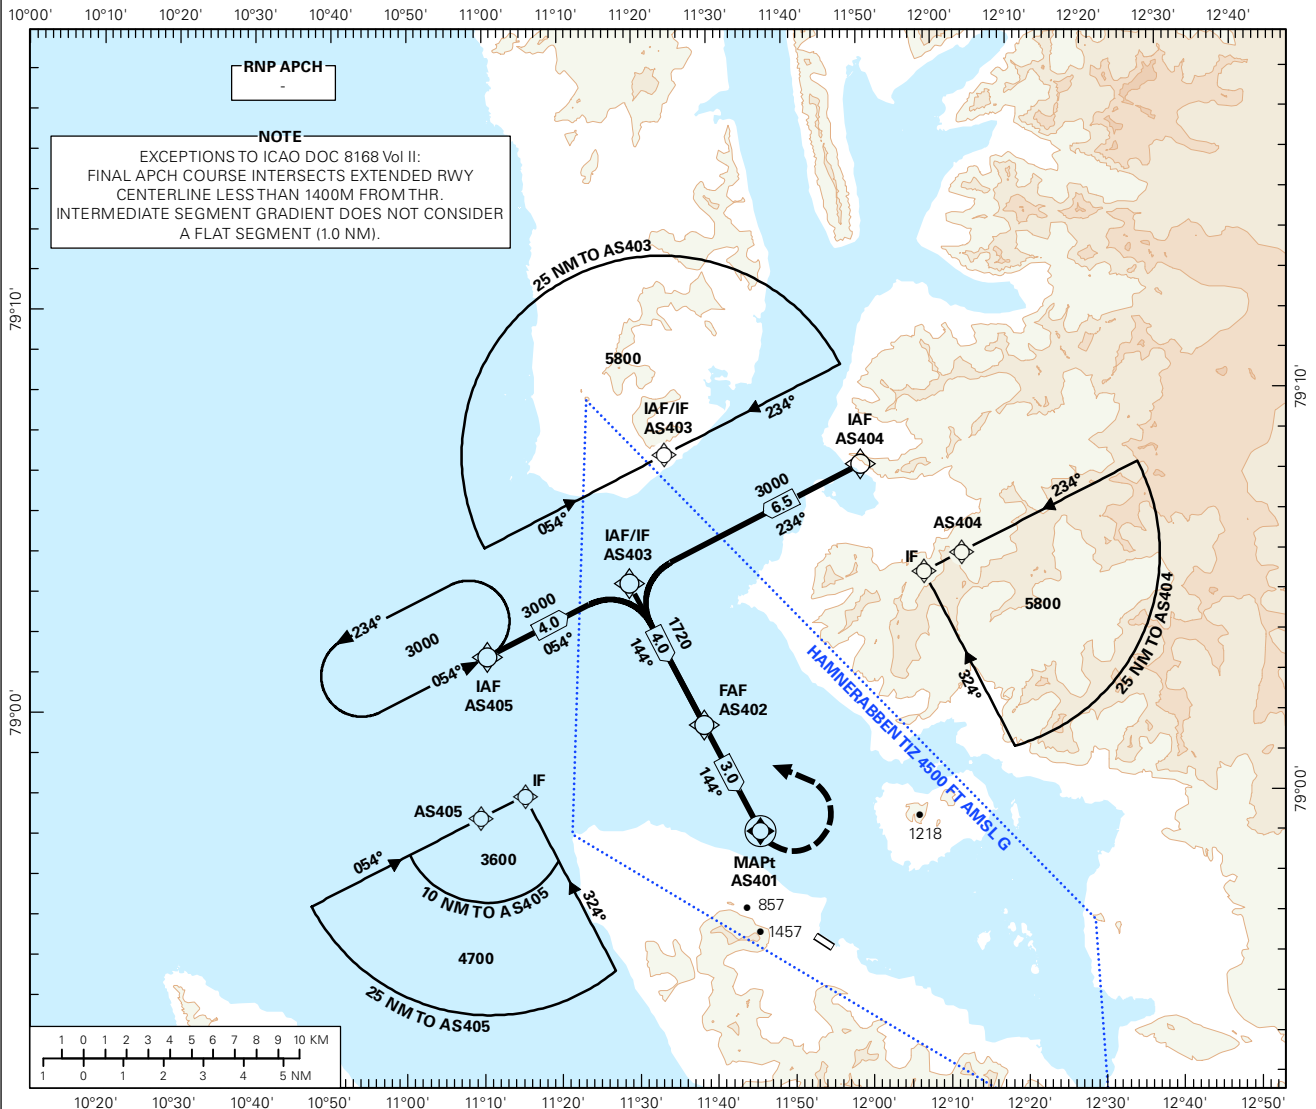 10°00' 10°10' 10°20' 10°30' 10°40' 10°50' 11°00' 11°10' 11°20' 11°30' 11°40' 11°50' 12°00' 12°10' 12°20' 12°30' 12°40'
RNP APCH
-
NOTE
EXCEPTIONS TO ICAO DOC 8168 Vol II:
FINAL APCH COURSE INTERSECTS EXTENDED RWY
CENTERLINE LESS THAN 1400M FROM THR.
INTERMEDIATE SEGMENT GRADIENT DOES NOT CONSIDER
A FLAT SEGMENT (1.0 NM).
25 NM TO AS403
79°10'
79°10'
5800
IAF/IF
AS403
234°
054°
IAF
AS404
3000
6.5
234°
234°
AS404
IF
5800
25 NM TO AS404
324°
IAF/IF
AS403
3000
4.0
054°
234°
3000
054°
IAF
AS405
1720
4.0
144°
HAMNERABBEN TIZ 4500 FT AMSL G
79°00'
79°00'
FAF
AS402
3.0
144°
IF
AS405
054°
3600
10 NM TO AS405
324°
4700
25 NM TO AS405
MAPt
AS401
1218
857
1457
1 0 1 2 3 4 5 6 7 8 9 10 KM
1 0 1 2 3 4 5 NM
10°20' 10°30' 10°40' 10°50' 11°00' 11°10' 11°20' 11°30' 11°40' 11°50' 12°00' 12°10' 12°20' 12°30' 12°40' 12°50'